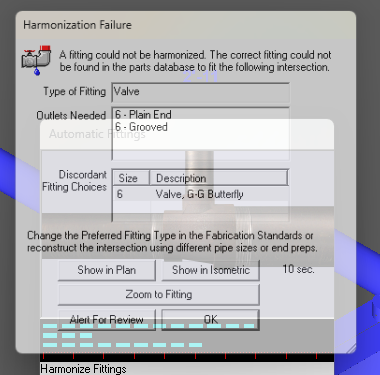 Harmonization Failure
A fitting could not be harmonized. The correct fitting could not
be found in the parts database to fit the following intersection.
Type of Fitting Valve
Outlets Needed 6 - Plain End
6 - Grooved
Automatic Fittings
Discordant
Fitting Choices
Size Description
6 Valve, G-G Butterfly
Change the Preferred Fitting Type in the Fabrication Standards or
reconstruct the intersection using different pipe sizes or end preps.
Show in Plan Show in Isometric 10 sec.
Zoom to Fitting
Alert For Review OK
Harmonize Fittings